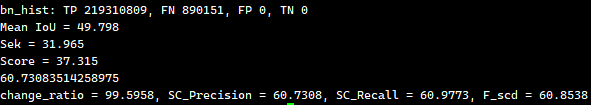 bn_hist: TP 219310809, FN 890151, FP 0, TN 0
Mean IoU = 49.798
Sek = 31.965
Score = 37.315
60.73083514258975
change_ratio = 99.5958, SC_Precision = 60.7308, SC_Recall = 60.9773, F_scd = 60.8538